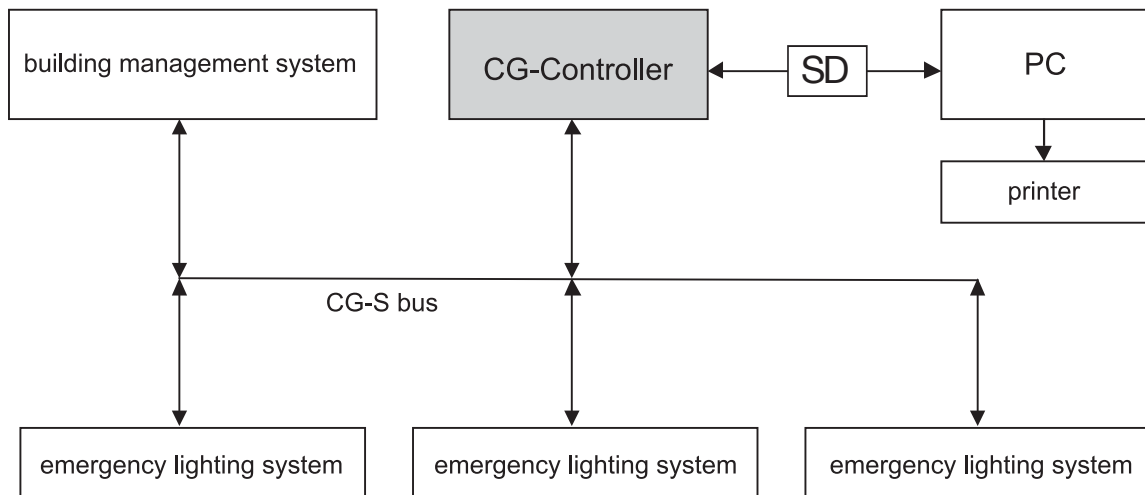 building management system
CG-Controller
SD
PC
printer
CG-S bus
emergency lighting system
emergency lighting system
emergency lighting system